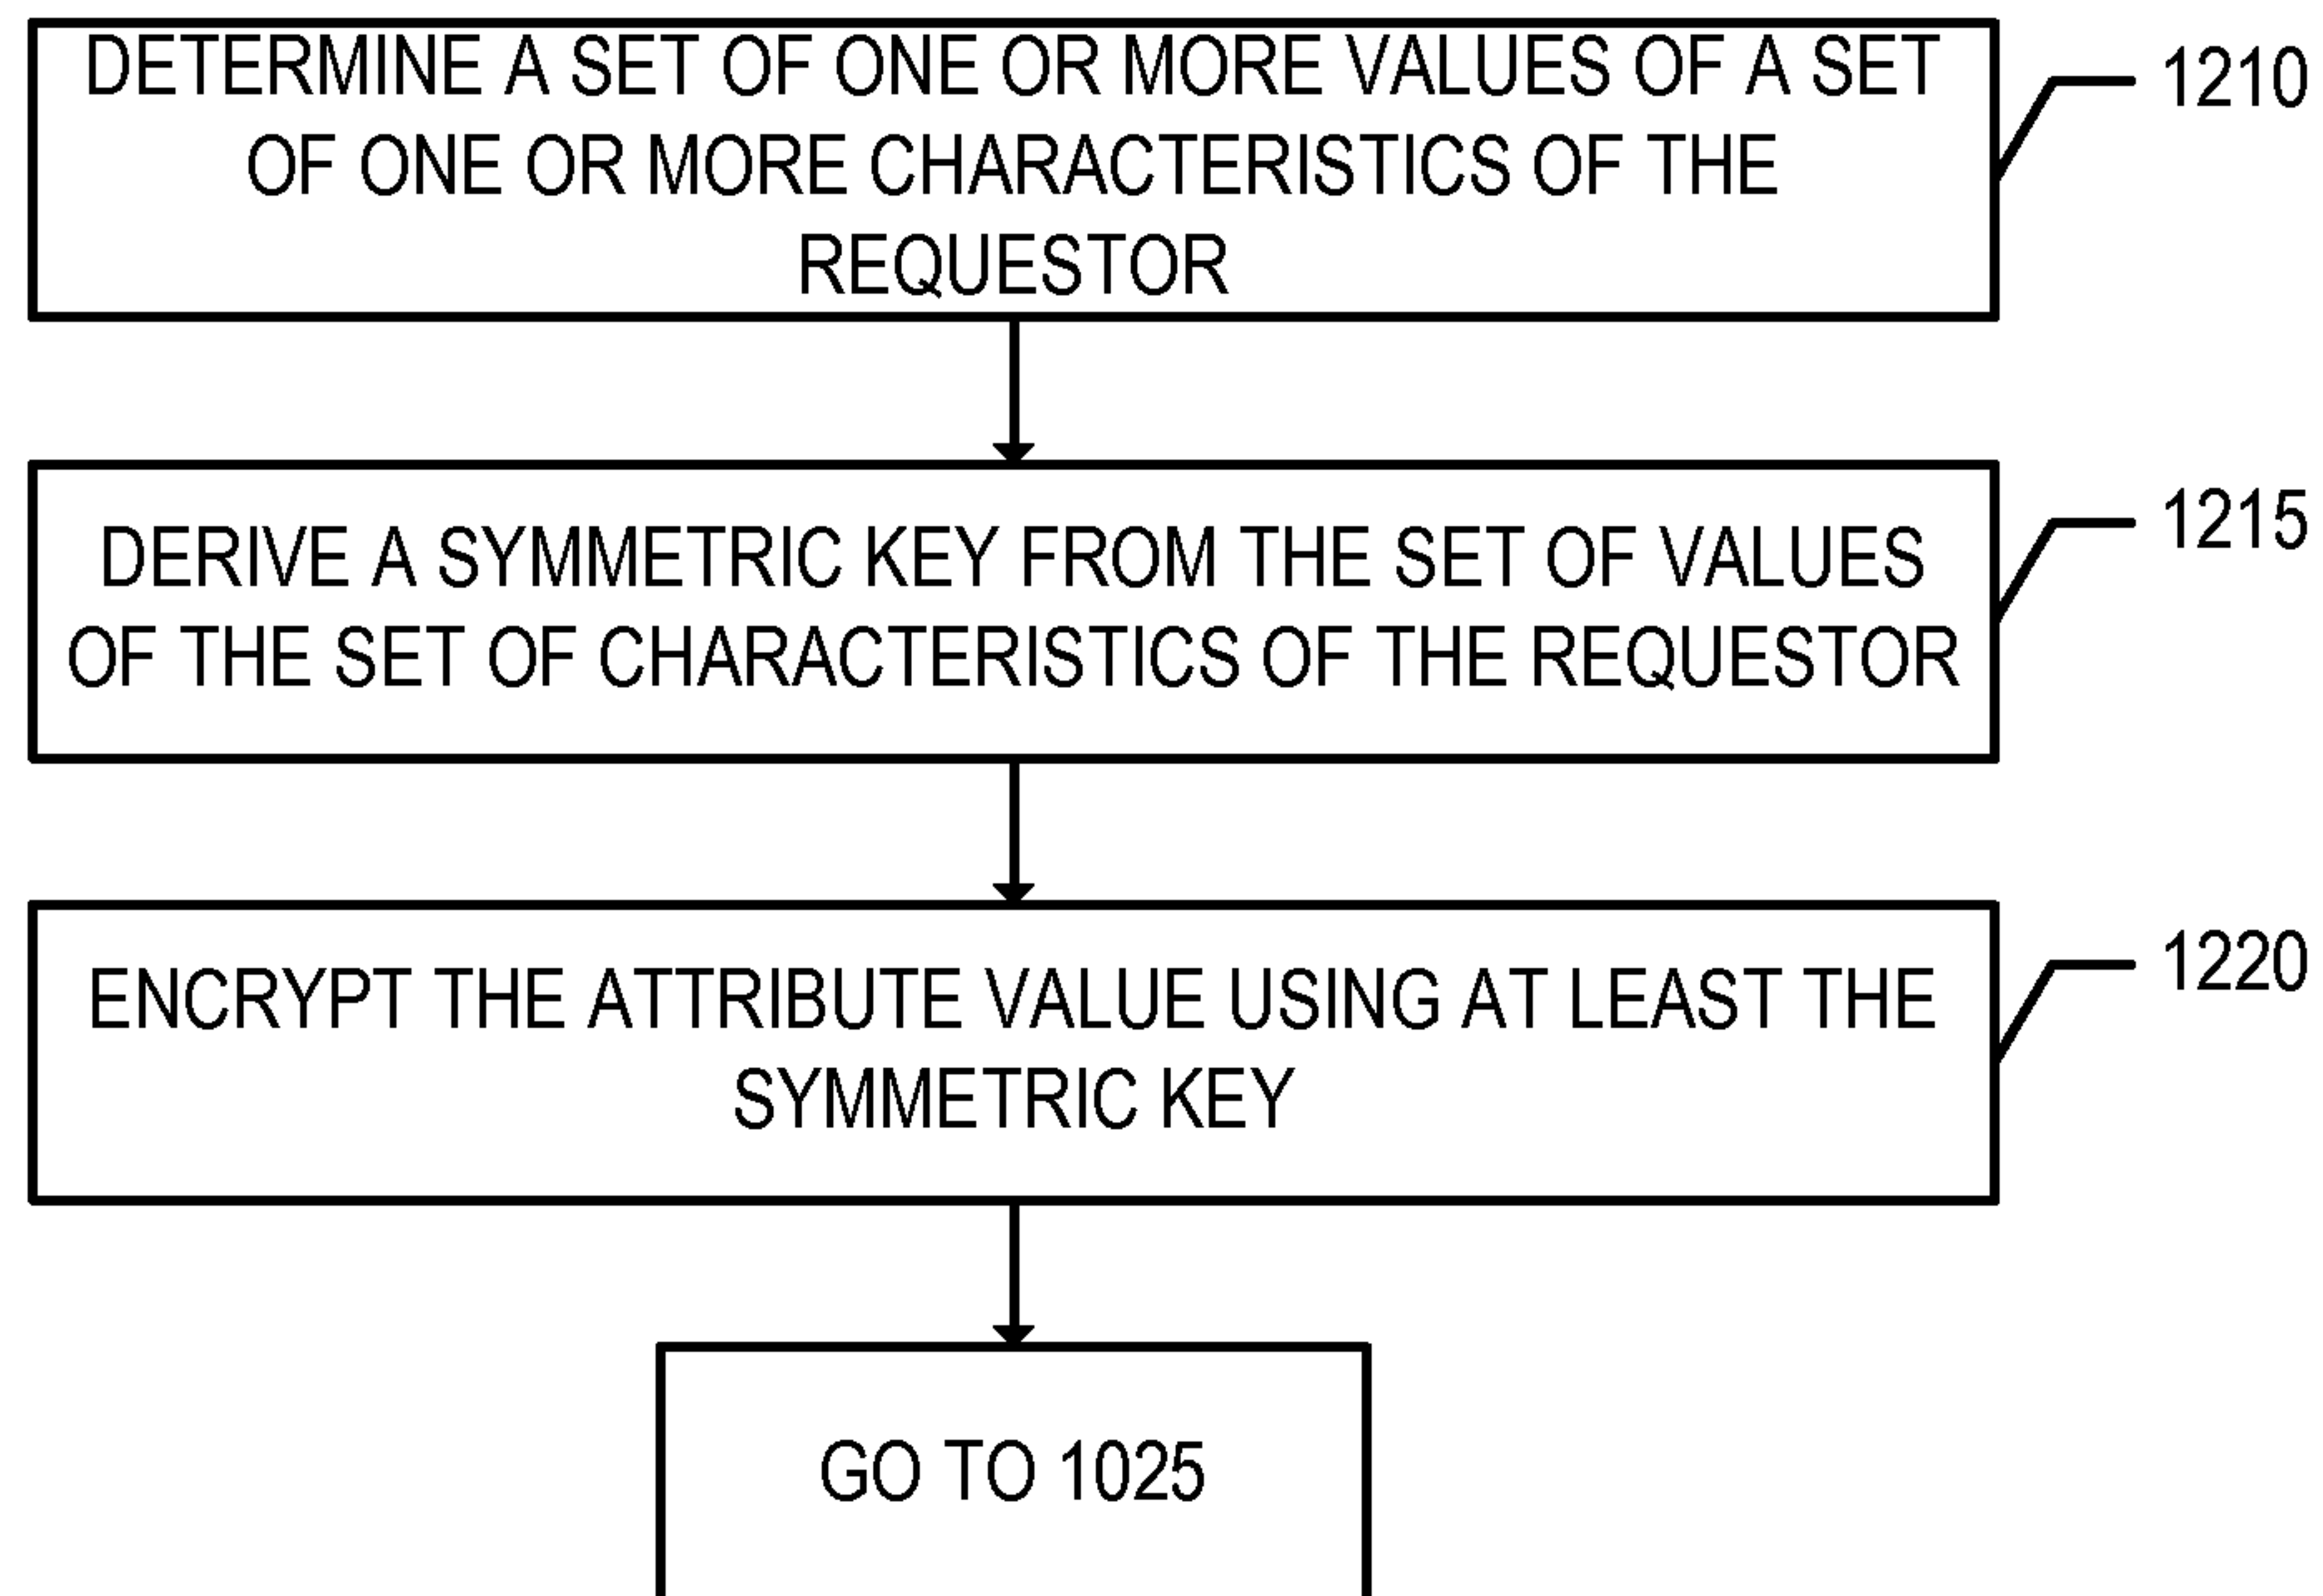 DETERMINE A SET OF ONE OR MORE VALUES OF A SET
OF ONE OR MORE CHARACTERISTICS OF THE
REQUESTOR
1210
DERIVE A SYMMETRIC KEY FROM THE SET OF VALUES
OF THE SET OF CHARACTERISTICS OF THE REQUESTOR
1215
ENCRYPT THE ATTRIBUTE VALUE USING AT LEAST THE
SYMMETRIC KEY
1220
GO TO 1025